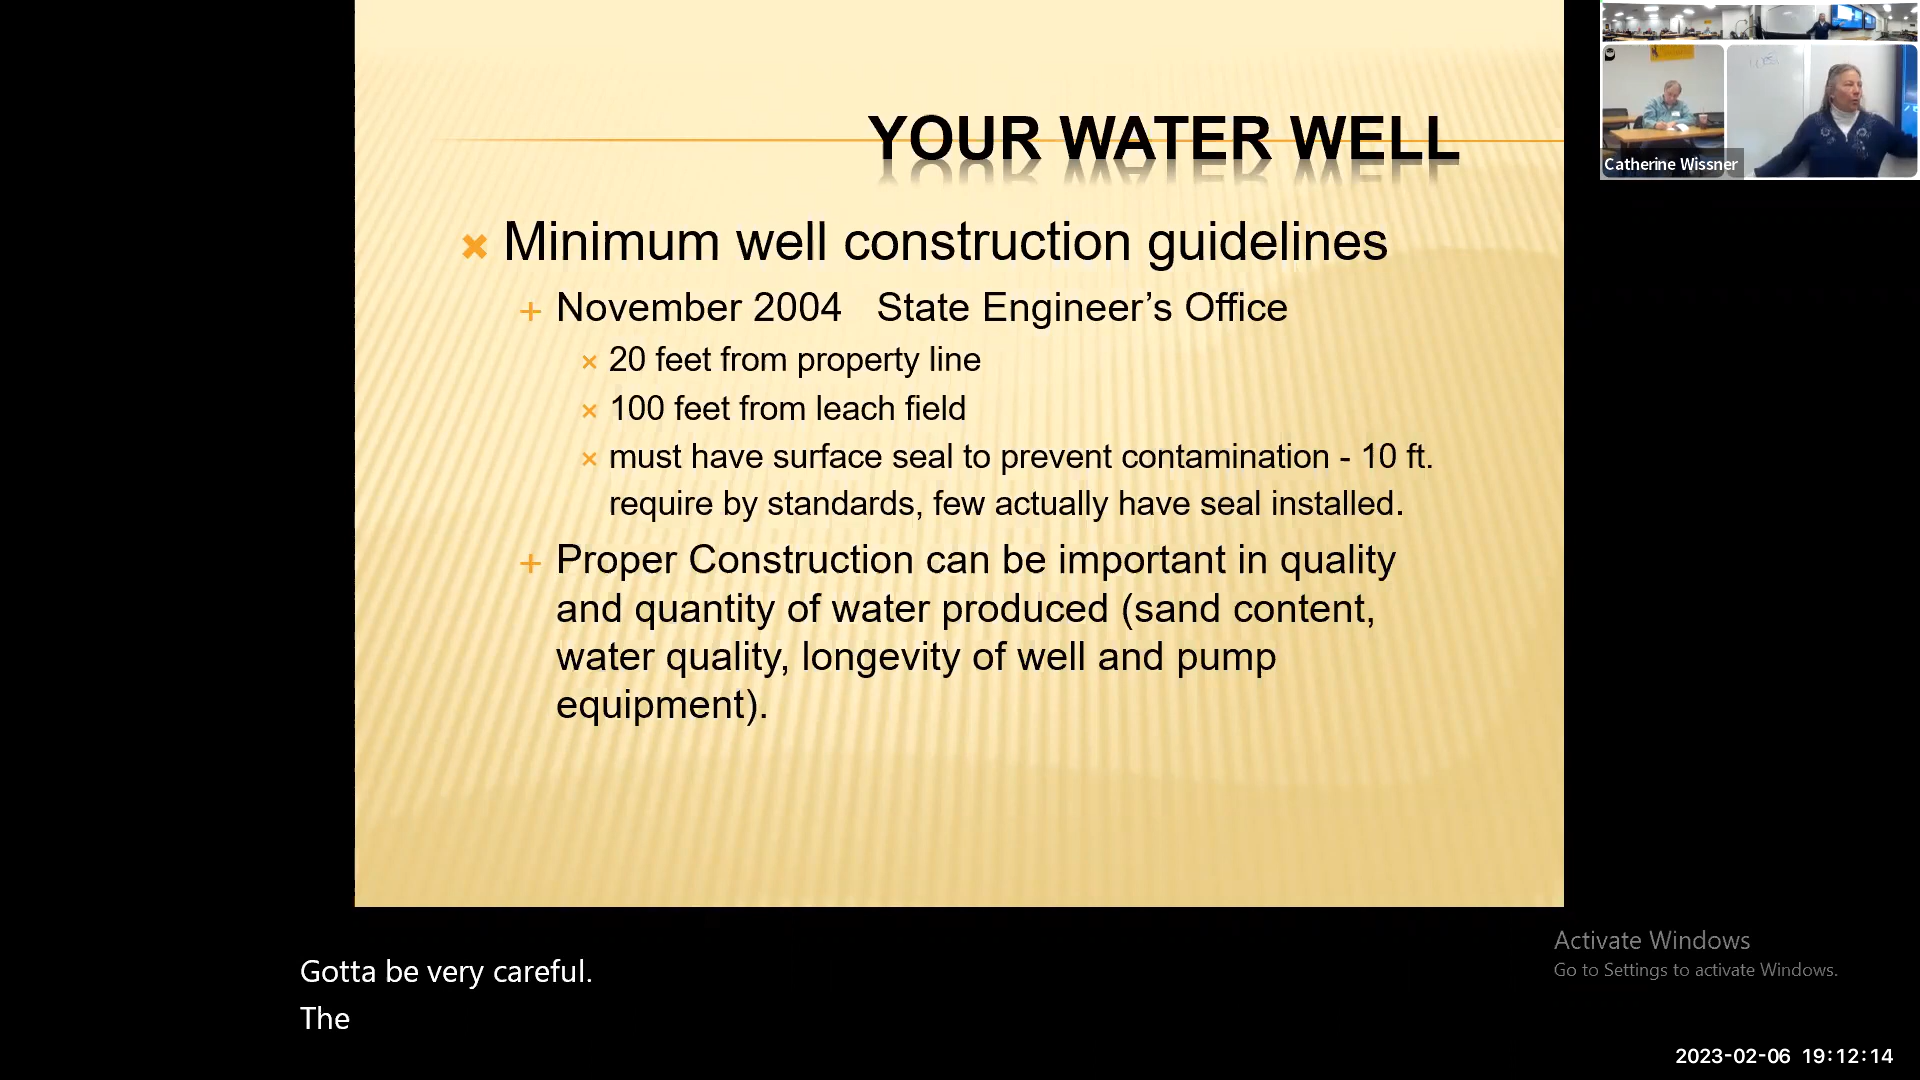 YOUR WATER WELL
Minimum well construction guidelines
November 2004 State Engineer’s Office
20 feet from property line
100 feet from leach field
must have surface seal to prevent contamination - 10 ft.
require by standards, few actually have seal installed.
Proper Construction can be important in quality
and quantity of water produced (sand content,
water quality, longevity of well and pump
equipment).
Catherine Wissner
Gotta be very careful.
The
Activate Windows
Go to Settings to activate Windows.
2023-02-06 19:12:14